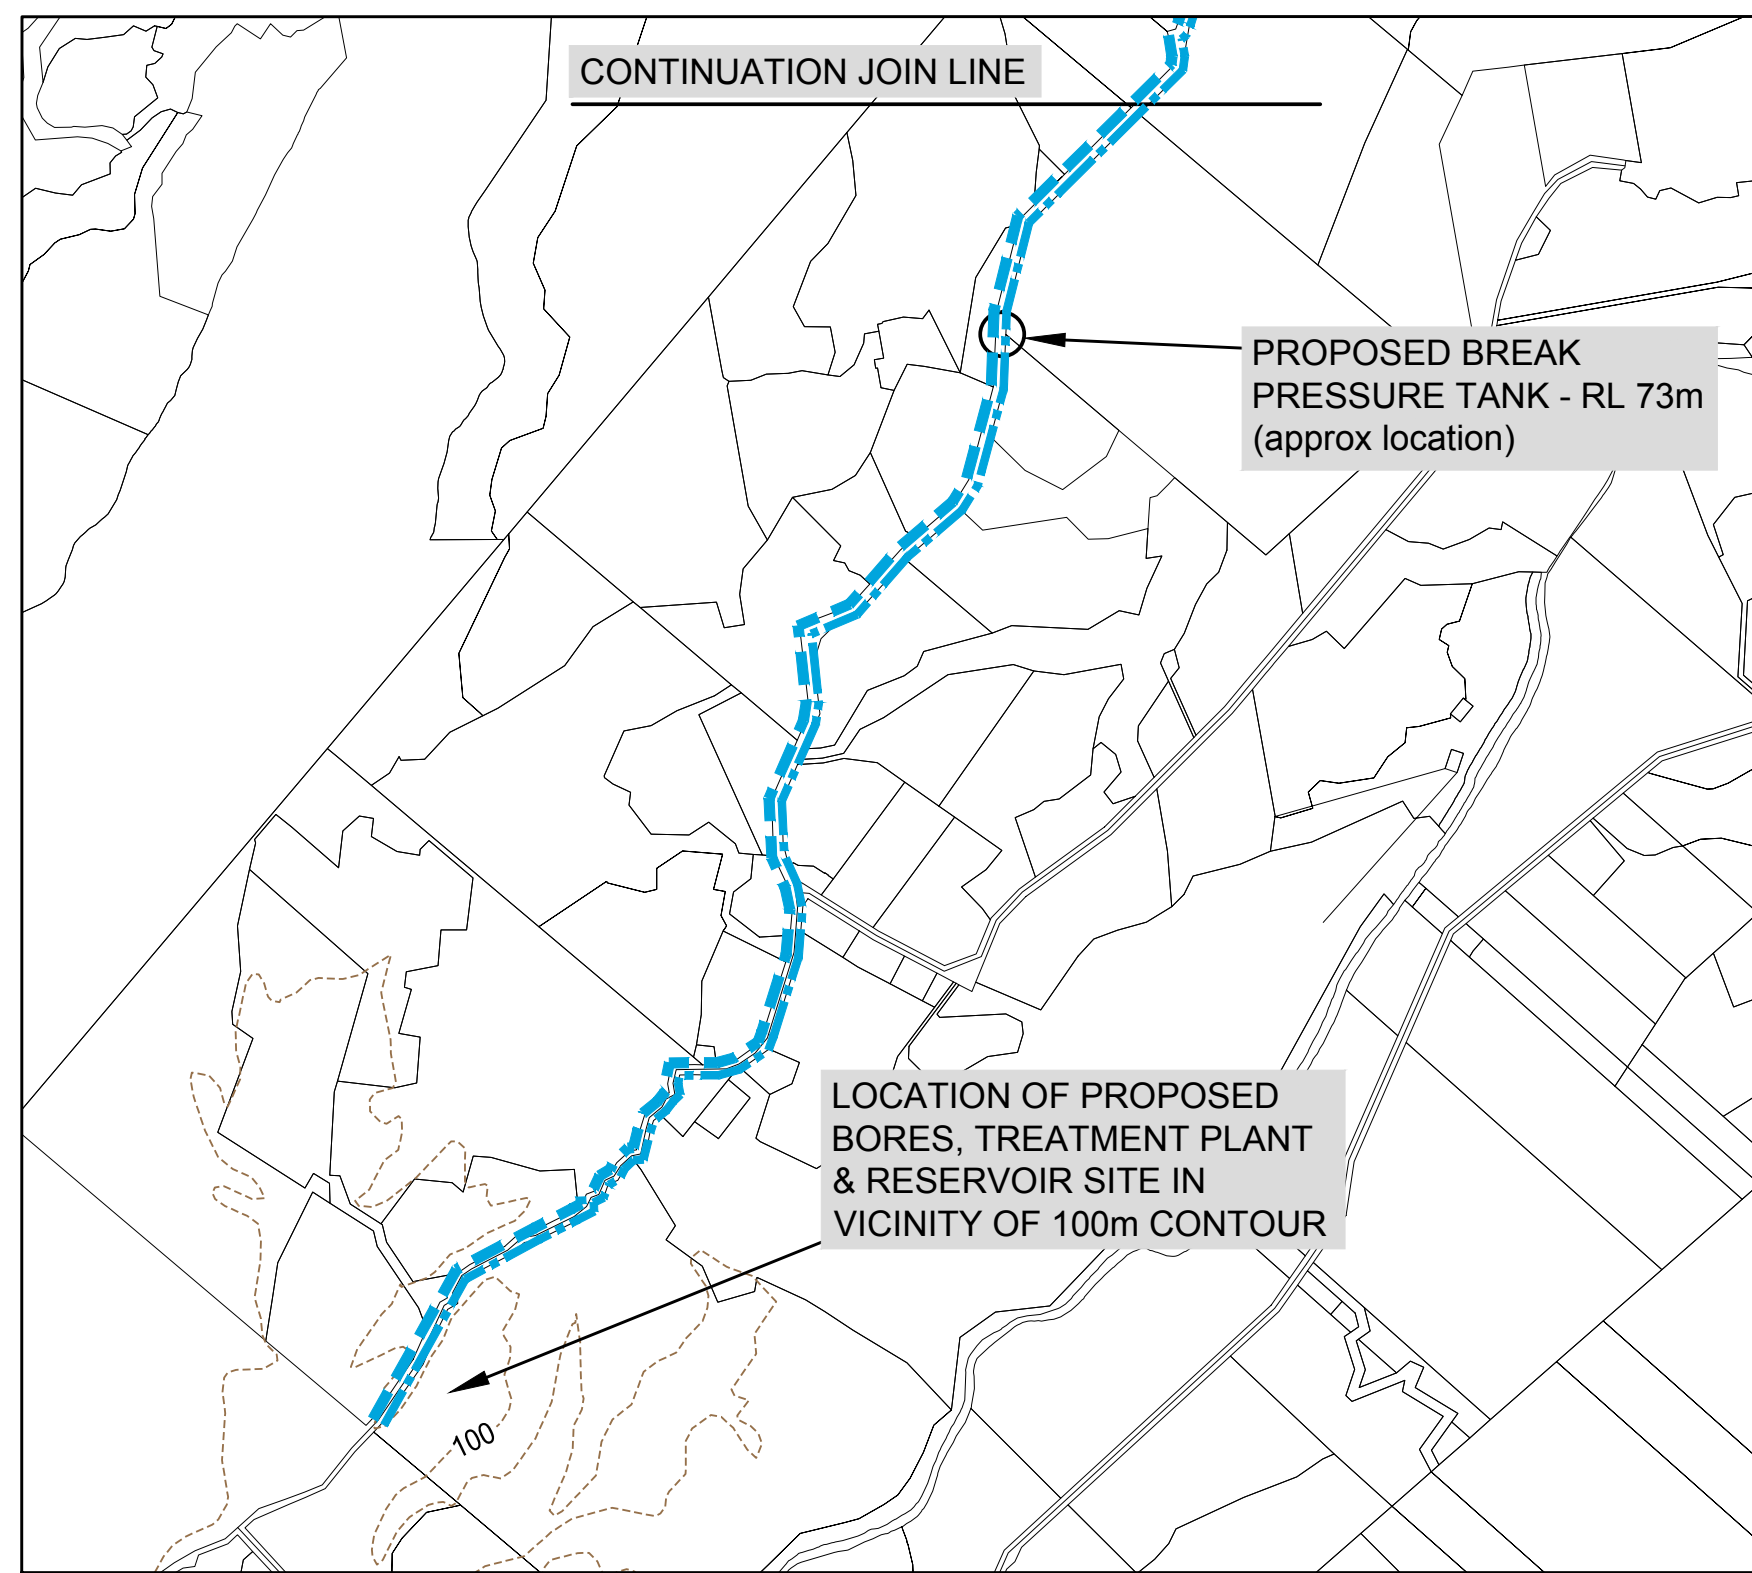 CONTINUATION JOIN LINE
PROPOSED BREAK
PRESSURE TANK - RL 73m
(approx location)
LOCATION OF PROPOSED
BORES, TREATMENT PLANT
& RESERVOIR SITE IN
VICINITY OF 100m CONTOUR
100